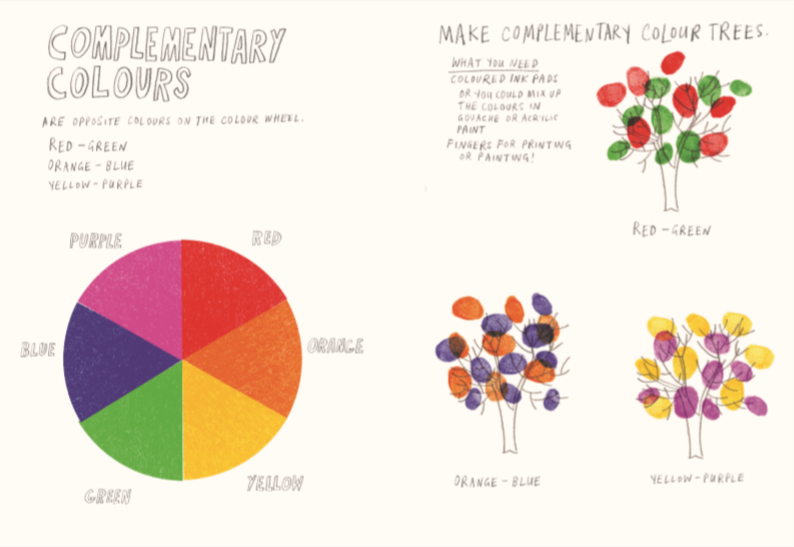 COMPLEMENTARY
COLOURS
ARE OPPOSITE COLOURS ON THE COLOUR WHEEL.
RED - GREEN
ORANGE - BLUE
YELLOW - PURPLE
PURPLE
RED
BLUE
ORANGE
GREEN
YELLOW
MAKE COMPLEMENTARY COLOUR TREES.
WHAT YOU NEED
COLOURED INK PADS
OR YOU COULD MIX UP
THE COLOURS IN
GOUACHE OR ACRILIC
PAINT
FINGERS FOR PRINTING
OR PAINTING!
RED - GREEN
ORANGE - BLUE
YELLOW - PURPLE